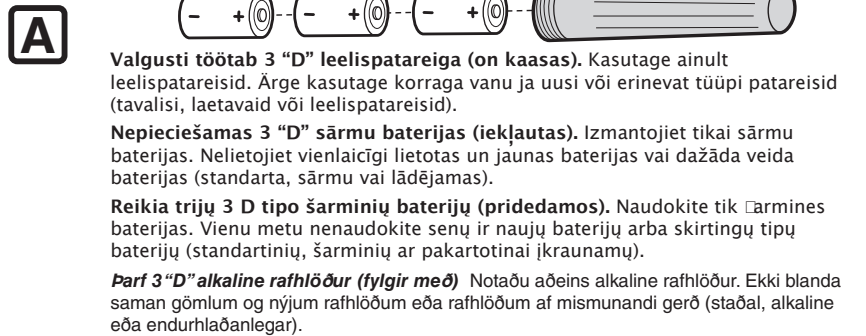 A
- + - + - +
Valgusti töötab 3 “D” leelispatareiga (on kaasas). Kasutage ainult
leelispatareisid. Ärge kasutage korraga vanu ja uusi või erinevat tüüpi patareisid
(tavalisi, laetavaid või leelispatareisid).
Nepieciešamas 3 “D” sārmu baterijas (iekļautas). Izmantojiet tikai sārmu
baterijas. Nelietojiet vienlaicīgi lietotas un jaunas baterijas vai dažāda veida
baterijas (standarta, sārmu vai lādējamas).
Reikia trijų 3 D tipo šarminių baterijų (pridedamos). Naudokite tik □armines
baterijas. Vienu metu nenaudokite senų ir naujų baterijų arba skirtingų tipų
baterijų (standartinių, šarminių ar pakartotinai įkraunamų).
Þarf 3“D” alkaline rafhlöður (fylgir með) Notaðu aðeins alkaline rafhlöður. Ekki blanda
saman gömlum og nýjum rafhlöðum eða rafhlöðum af mismunandi gerð (staðal, alkaline
eða endurhlaðanlegar).